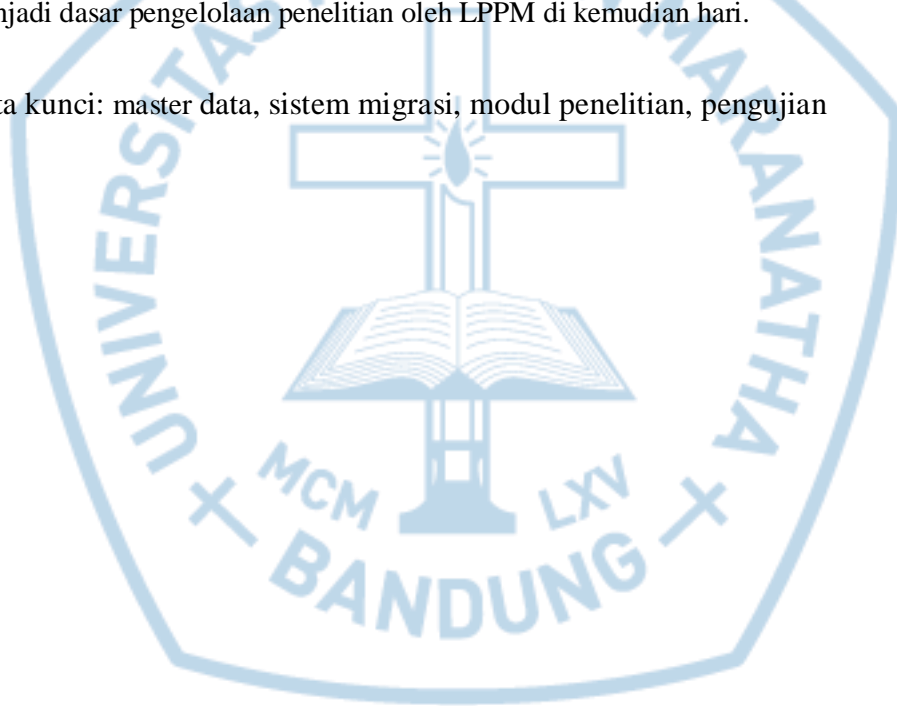 njadi dasar pengelolaan penelitian oleh LPPM di kemudian hari.
ta kunci: master data, sistem migrasi, modul penelitian, pengujian
UNIVERSITAS
MARANATHA
MCM LXV
BANDUNG